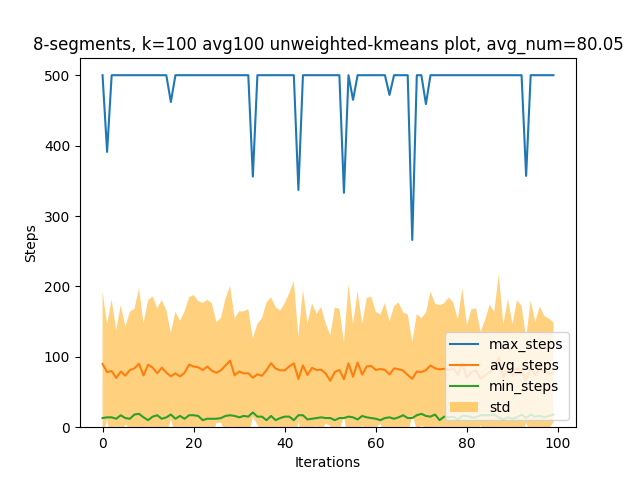 8-segments, k=100 avg100 unweighted-kmeans plot, avg_num=80.05
500
400
300
200
100
0
Steps
0 20 40 60 80 100
Iterations
max_steps
avg_steps
min_steps
std